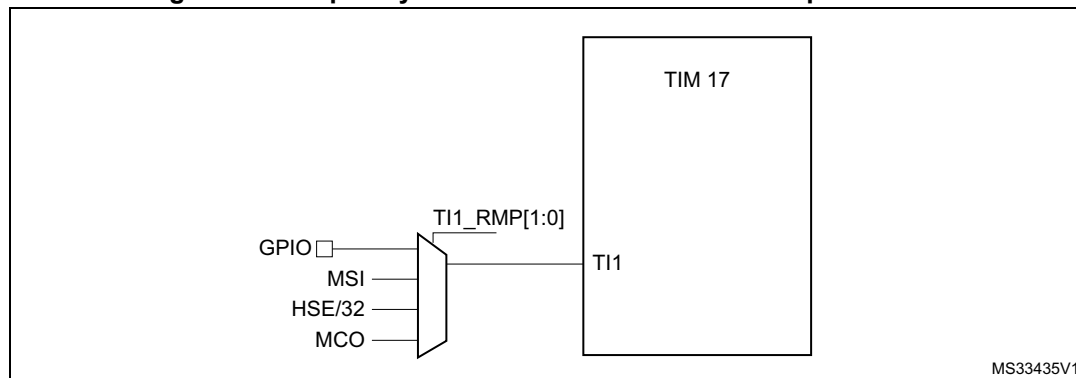 TIM 17
TI1_RMP[1:0]
GPIO
MSI
HSE/32
MCO
TI1
MS33435V1